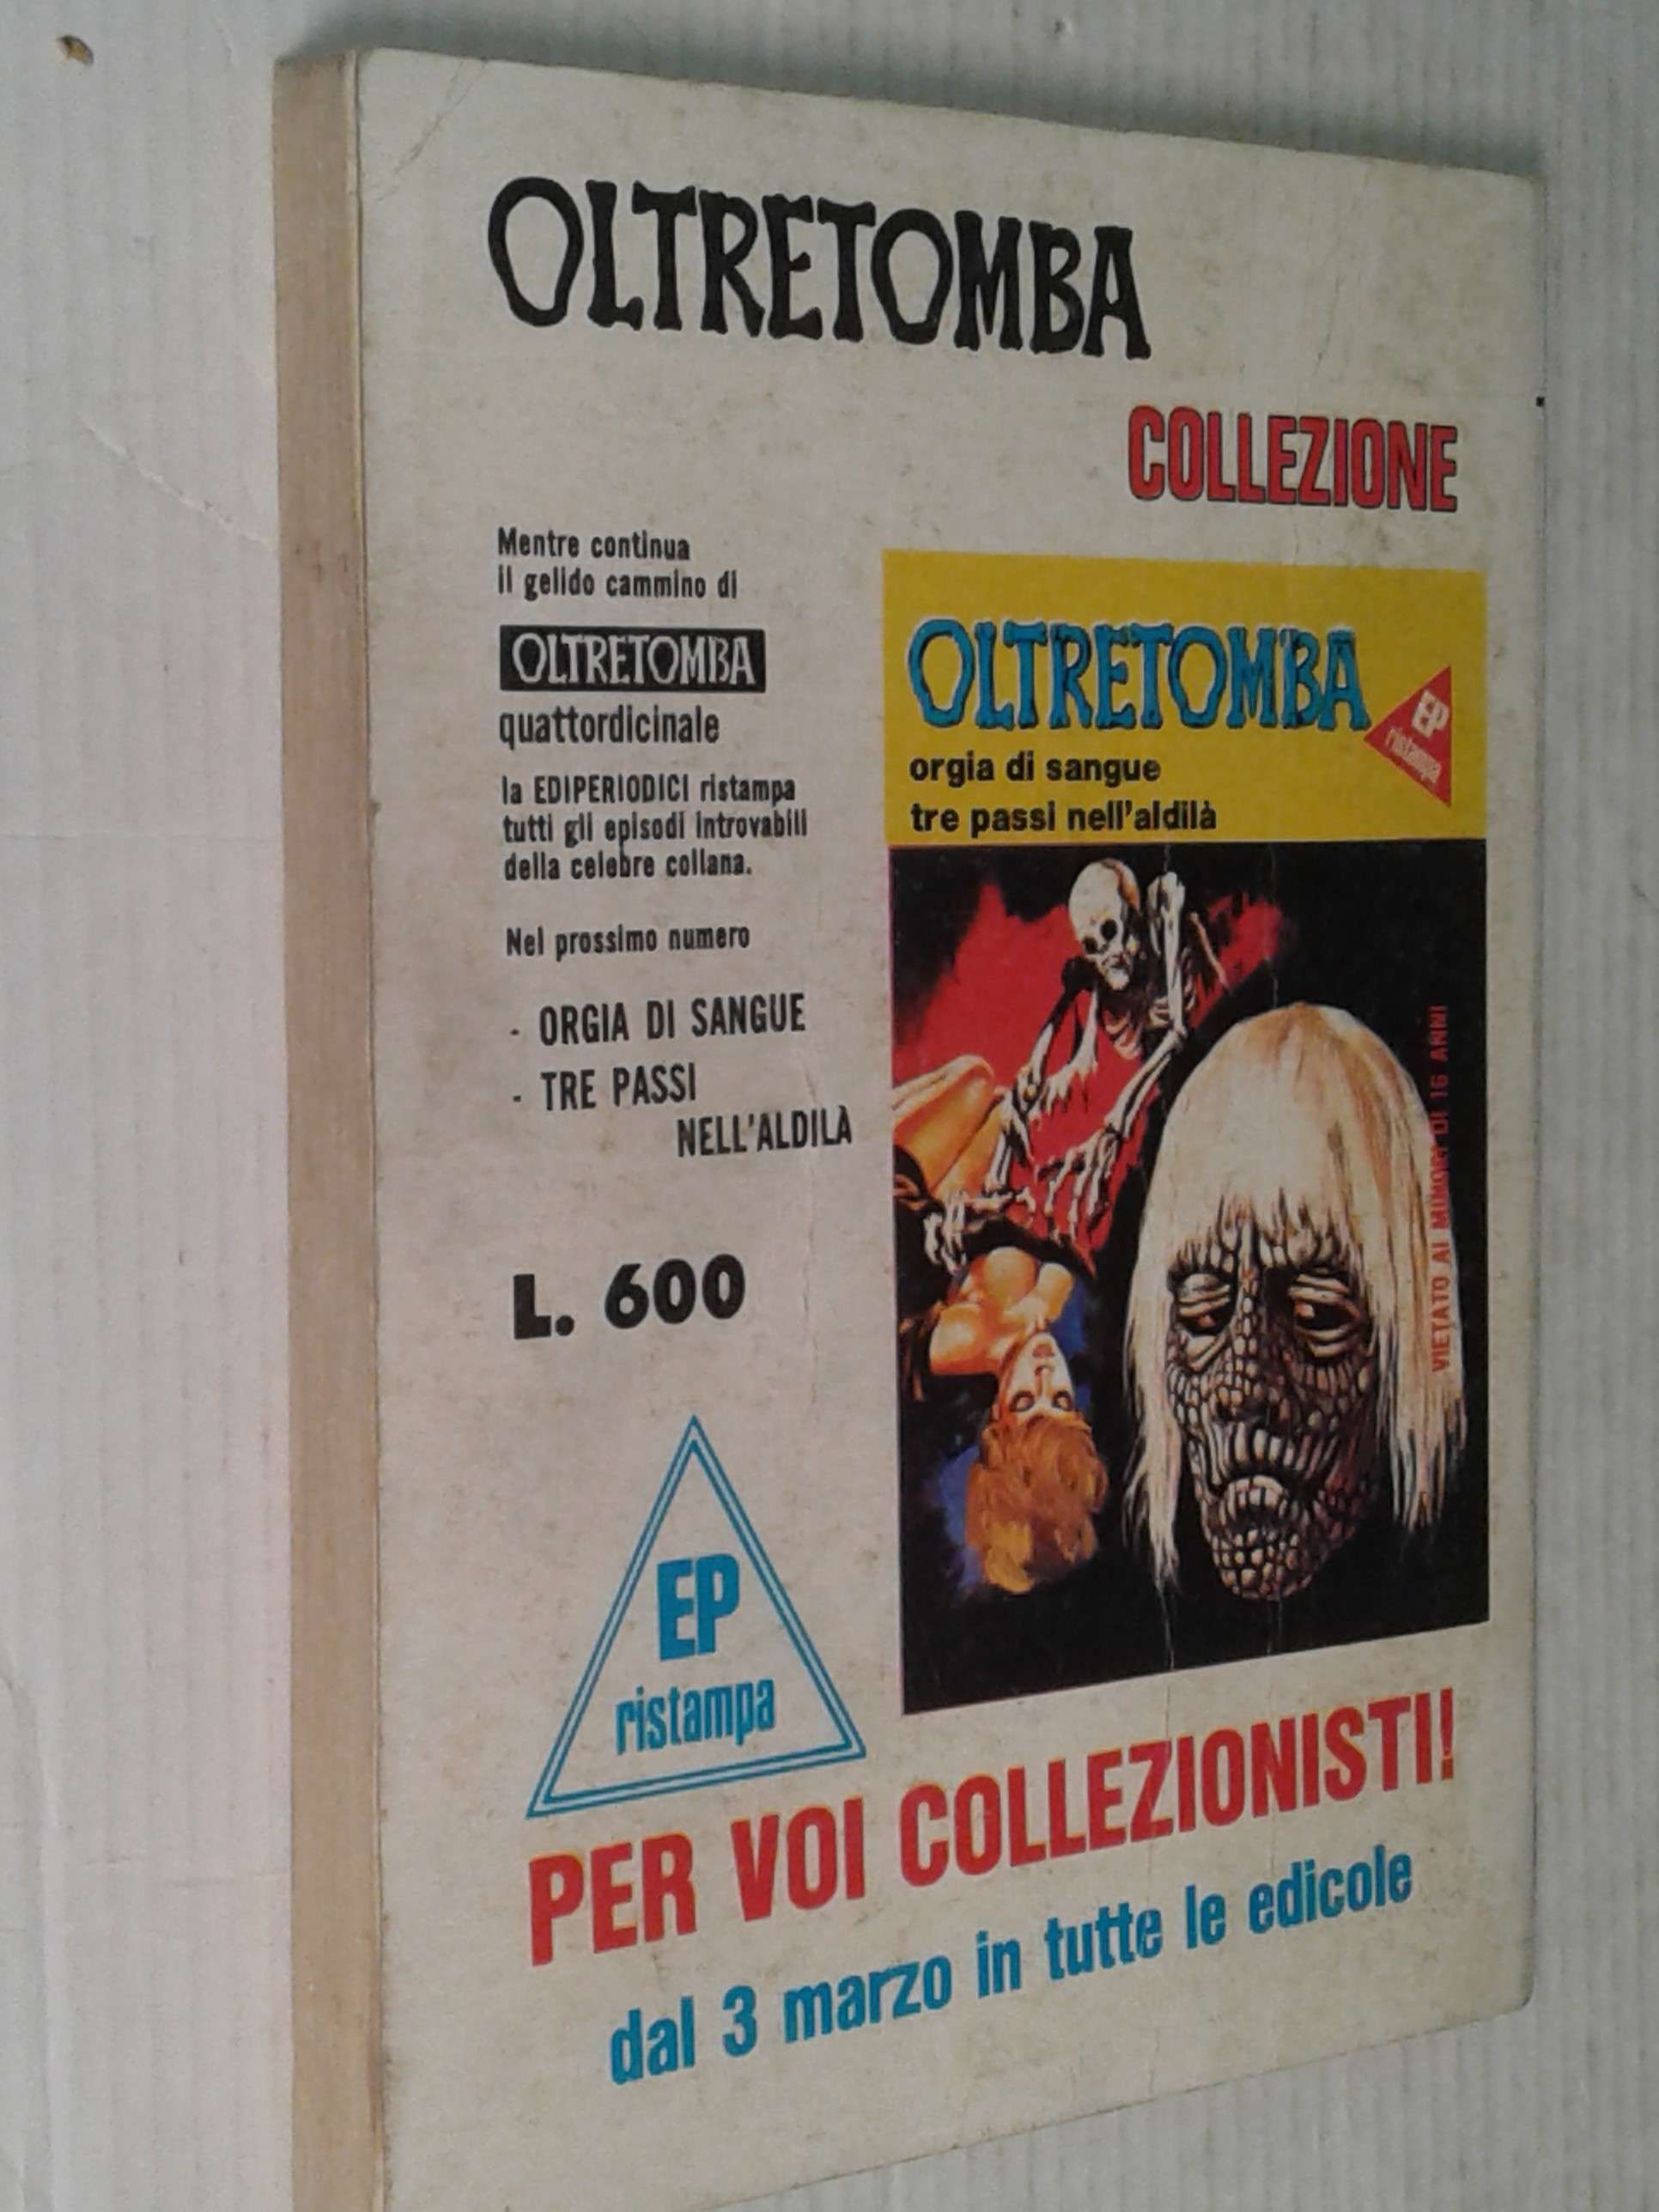 OLTRETOMBA
COLLEZIONE
Mentre continua
il gelido cammino di
OLTRETOMBA
quattordicinale
la EDIPERIODICI ristampa
tutti gli episodi introvabili
della celebre collana.
Nel prossimo numero
- ORGIA DI SANGUE
- TRE PASSI
NELL'ALDILÀ
L. 600
EP
ristampa
OLTRETOMBA
EP
ristampa
orgia di sangue
tre passi nell'aldilà
VIETATO AI MINORI DI 16 ANNI
PER VOI COLLEZIONISTI!
dal 3 marzo in tutte le edicole